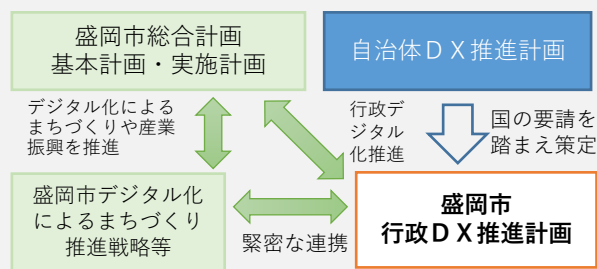 盛岡市総合計画
基本計画・実施計画
自治体ＤＸ推進計画
デジタル化による
まちづくりや産業
振興を推進
行政デ
ジタル
化推進
国の要請を
踏まえ策定
盛岡市デジタル化
によるまちづくり
推進戦略等
緊密な連携
盛岡市
行政ＤＸ推進計画